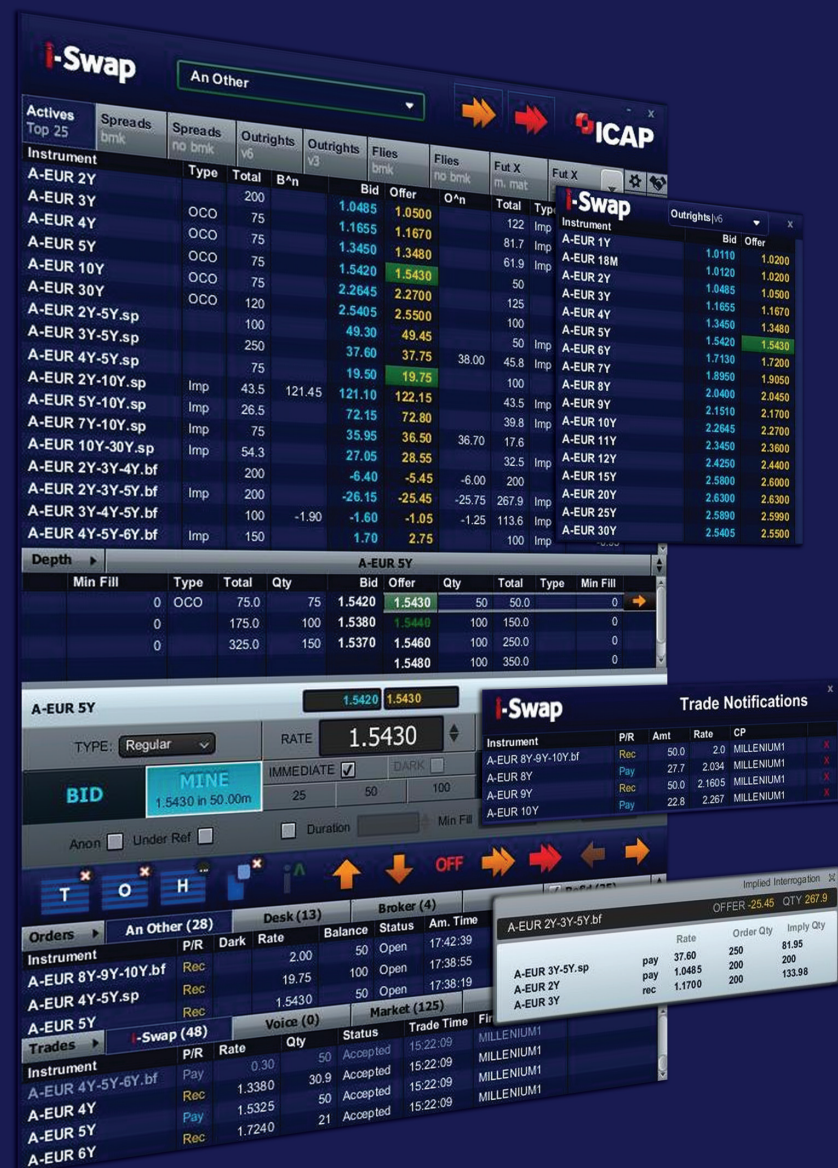 i-Swap
An Other
ICAP
Actives Top 25
Spreads bmk
Spreads no bmk
Outrights v6
Outrights v3
Flies bmk
Flies no bmk
Fut X m. mat
Fut X
Instrument Type Total B^n Bid Offer O^n Total
A-EUR 2Y 200 1.0485 1.0500 122 Imp
A-EUR 3Y OCO 75 1.1655 1.1670 81.7 Imp
A-EUR 4Y OCO 75 1.3450 1.3480 61.9 Imp
A-EUR 5Y OCO 75 1.5420 1.5430 50
A-EUR 10Y OCO 75 2.2645 2.2700 125
A-EUR 30Y OCO 120 2.5405 2.5500 100
A-EUR 2Y-5Y.sp 100 49.30 49.45 50 Imp
A-EUR 3Y-5Y.sp 250 37.60 37.75 38.00 45.8 Imp
A-EUR 4Y-5Y.sp 75 19.50 19.75 100
A-EUR 2Y-10Y.sp Imp 43.5 121.45 121.10 122.15 43.5 Imp
A-EUR 5Y-10Y.sp Imp 26.5 72.15 72.80 39.8 Imp
A-EUR 7Y-10Y.sp Imp 75 35.95 36.50 36.70 17.6
A-EUR 10Y-30Y.sp Imp 54.3 27.05 28.55 32.5 Imp
A-EUR 2Y-3Y-4Y.bf 200 -6.40 -5.45 -6.00 200
A-EUR 2Y-3Y-5Y.bf Imp 200 -26.15 -25.45 -25.75 267.9 Imp
A-EUR 3Y-4Y-5Y.bf 100 -1.90 -1.60 -1.05 -1.25 113.6 Imp
A-EUR 4Y-5Y-6Y.bf Imp 150 1.70 2.75 100 Imp
i-Swap
Outrights|v6
x
Instrument Bid Offer
A-EUR 1Y 1.0110 1.0200
A-EUR 18M 1.0120 1.0200
A-EUR 2Y 1.0485 1.0500
A-EUR 3Y 1.1655 1.1670
A-EUR 4Y 1.3450 1.3480
A-EUR 5Y 1.5420 1.5430
A-EUR 6Y 1.7130 1.7200
A-EUR 7Y 1.8950 1.9050
A-EUR 8Y 2.0400 2.0450
A-EUR 9Y 2.1510 2.1700
A-EUR 10Y 2.2645 2.2700
A-EUR 11Y 2.3450 2.3600
A-EUR 12Y 2.4250 2.4400
A-EUR 15Y 2.5800 2.6000
A-EUR 20Y 2.6300 2.6300
A-EUR 25Y 2.5890 2.5990
A-EUR 30Y 2.5405 2.5500
Depth A-EUR 5Y
Min Fill Type Total Qty Bid Offer Qty Total Type Min Fill
0 OCO 75.0 75 1.5420 1.5430 50 50.0 0
0 175.0 100 1.5380 1.5440 100 150.0 0
0 325.0 150 1.5370 1.5460 100 250.0 0
1.5480 100 350.0
A-EUR 5Y 1.5420 1.5430
TYPE: Regular RATE 1.5430
BID
MINE
1.5430 in 50.00m
IMMEDIATE DARK
25 50 100
Anon Under Ref Duration Min Fill
i-Swap
Trade Notifications
x
Instrument P/R Amt Rate CP
A-EUR 8Y-9Y-10Y.bf Rec 50.0 2.0 MILLENIUM1 X
A-EUR 8Y Pay 27.7 2.034 MILLENIUM1 X
A-EUR 9Y Rec 50.0 2.1605 MILLENIUM1 X
A-EUR 10Y Pay 22.8 2.267 MILLENIUM1 X
T O H i^ OFF
Orders An Other (28) Desk (13) Broker (4)
Instrument P/R Dark Rate Balance Status Am. Time
A-EUR 8Y-9Y-10Y.bf Rec 2.00 50 Open 17:42:39
A-EUR 4Y-5Y.sp Rec 19.75 100 Open 17:38:55
A-EUR 5Y Rec 1.5430 50 Open 17:38:19
Implied Interrogation
A-EUR 2Y-3Y-5Y.bf OFFER -25.45 QTY 267.9
Rate Order Qty Imply Qty
A-EUR 3Y-5Y.sp pay 37.60 250 81.95
A-EUR 2Y pay 1.0485 200 200
A-EUR 3Y rec 1.1700 200 133.98
Trades i-Swap (48) Voice (0) Market (125)
Instrument P/R Rate Qty Status Trade Time
A-EUR 4Y-5Y-6Y.bf Pay 0.30 50 Accepted 15:22:09 MILLENIUM1
A-EUR 4Y Rec 1.3380 30.9 Accepted 15:22:09 MILLENIUM1
A-EUR 5Y Pay 1.5325 50 Accepted 15:22:09 MILLENIUM1
A-EUR 6Y Rec 1.7240 21 Accepted 15:22:09 MILLENIUM1